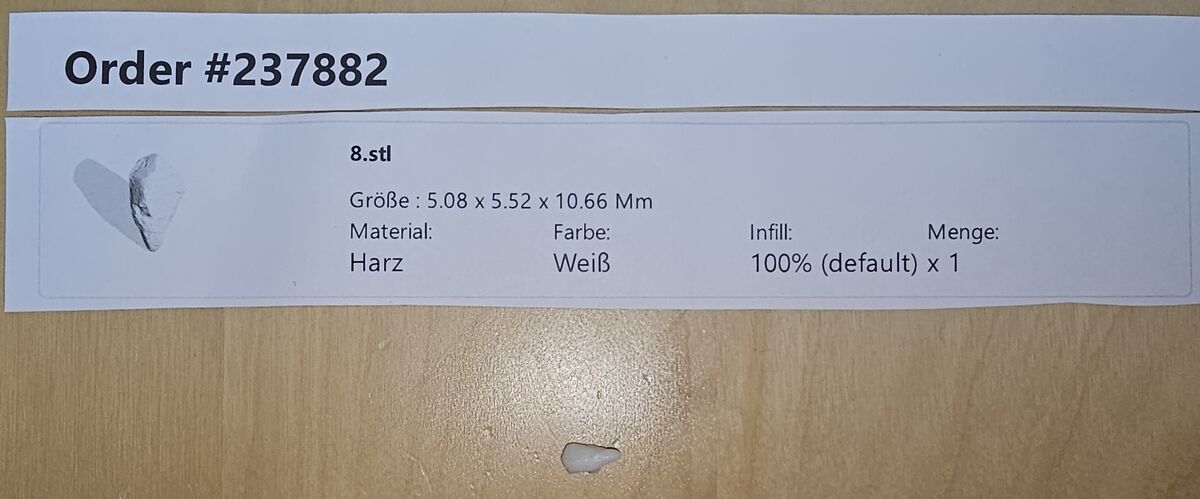 Order #237882
8.stl
Größe : 5.08 x 5.52 x 10.66 Mm
Material: Farbe: Infill: Menge:
Harz Weiß 100% (default) x 1